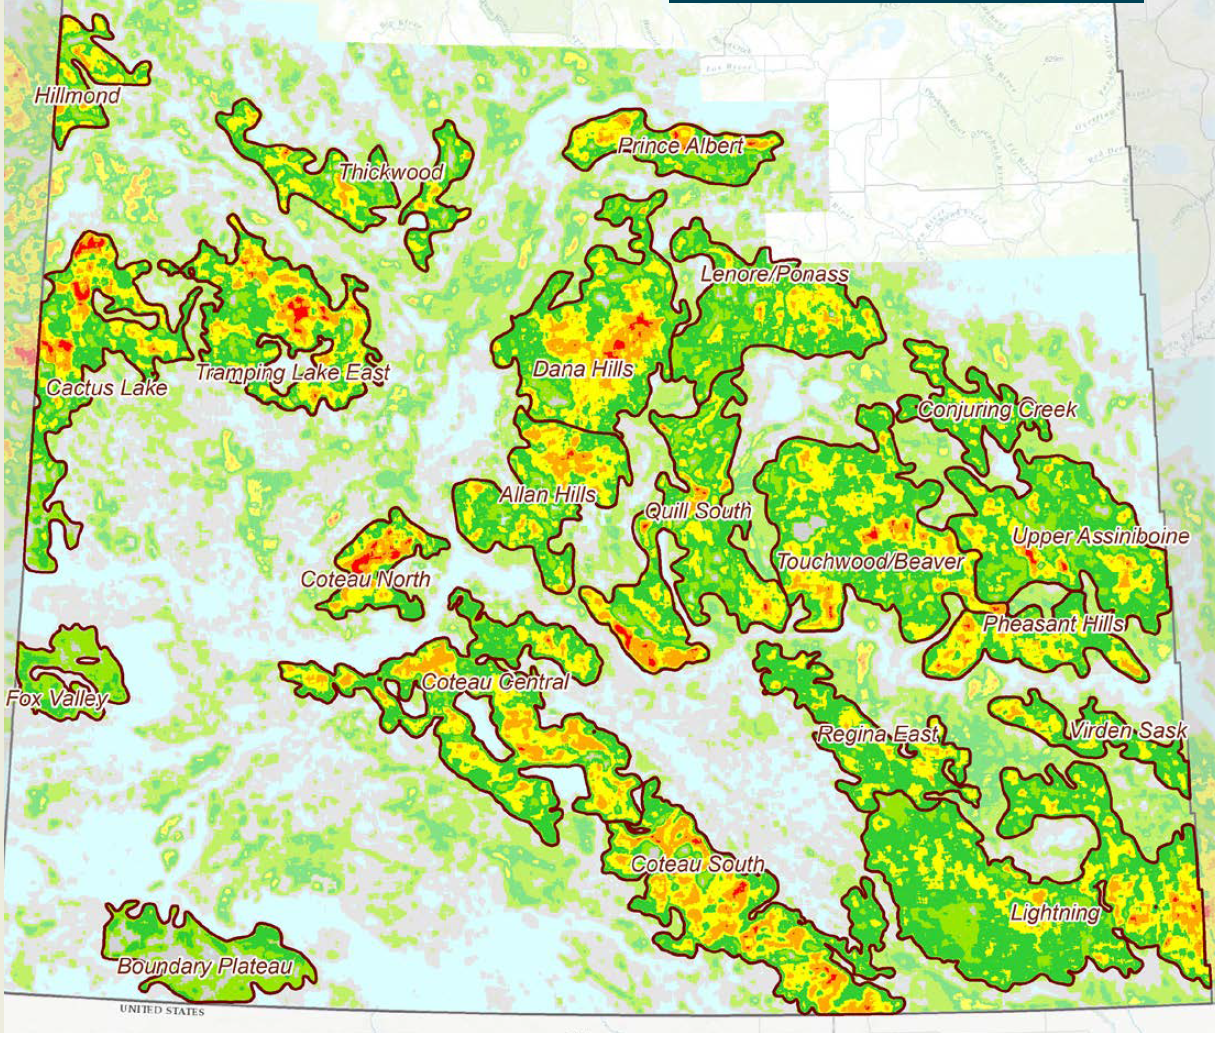 Hillmond
Prince Albert
Thickwood
Lenore/Ponass
Dana Hills
Tramping Lake East
Cactus Lake
Conjuring Creek
Allan Hills
Quill South
Upper Assiniboine
Touchwood/Beaver
Coteau North
Pheasant Hills
Coteau Central
Fox Valley
Virden Sask
Regina East
Coteau South
Lightning
Boundary Plateau
UNITED STATES